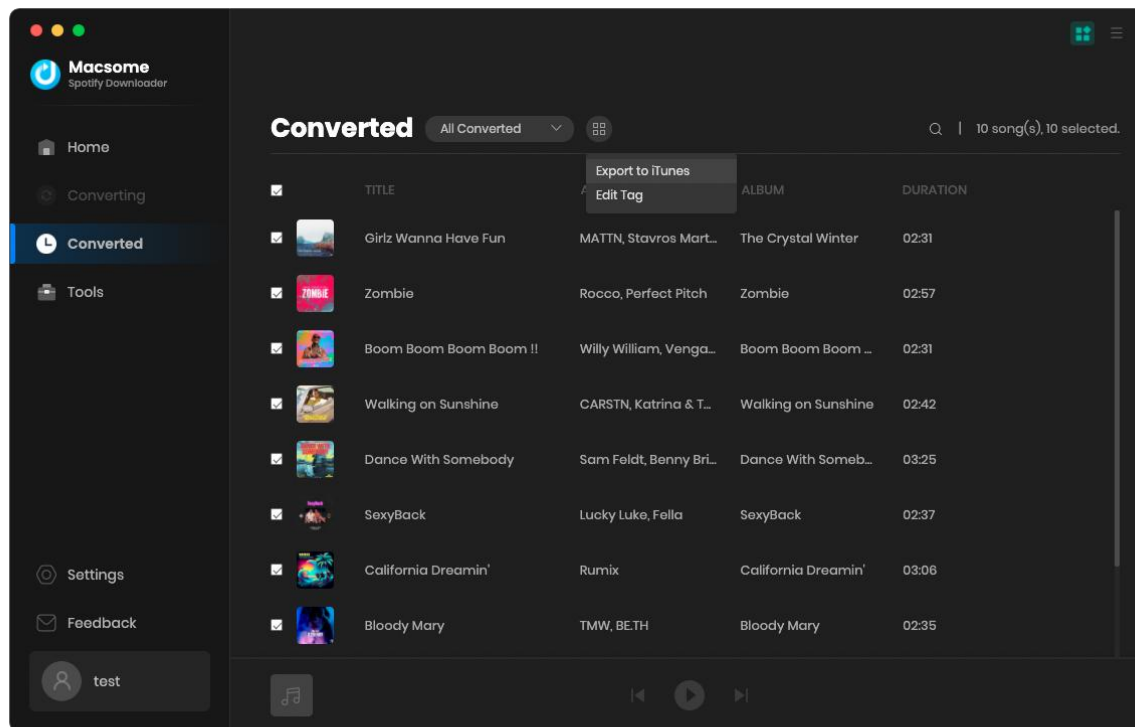 Macsome
Spotify Downloader
Home
Converting
Converted
Tools
Settings
Feedback
test
Converted All Converted 10 song(s), 10 selected.
Export to iTunes
Edit Tag
TITLE ALBUM DURATION
Girlz Wanna Have Fun MATTN, Stavros Mart... The Crystal Winter 02:31
ZOMBIE
Zombie Rocco, Perfect Pitch Zombie 02:57
Boom Boom Boom Boom !! Willy William, Venga... Boom Boom Boom ... 02:31
Walking on Sunshine CARSTN, Katrina & T... Walking on Sunshine 02:42
Dance With Somebody Sam Feldt, Benny Bri... Dance With Someb... 03:25
SexyBack Lucky Luke, Fella SexyBack 02:37
California Dreamin' Rumix California Dreamin' 03:06
Bloody Mary TMW, BE.TH Bloody Mary 02:35